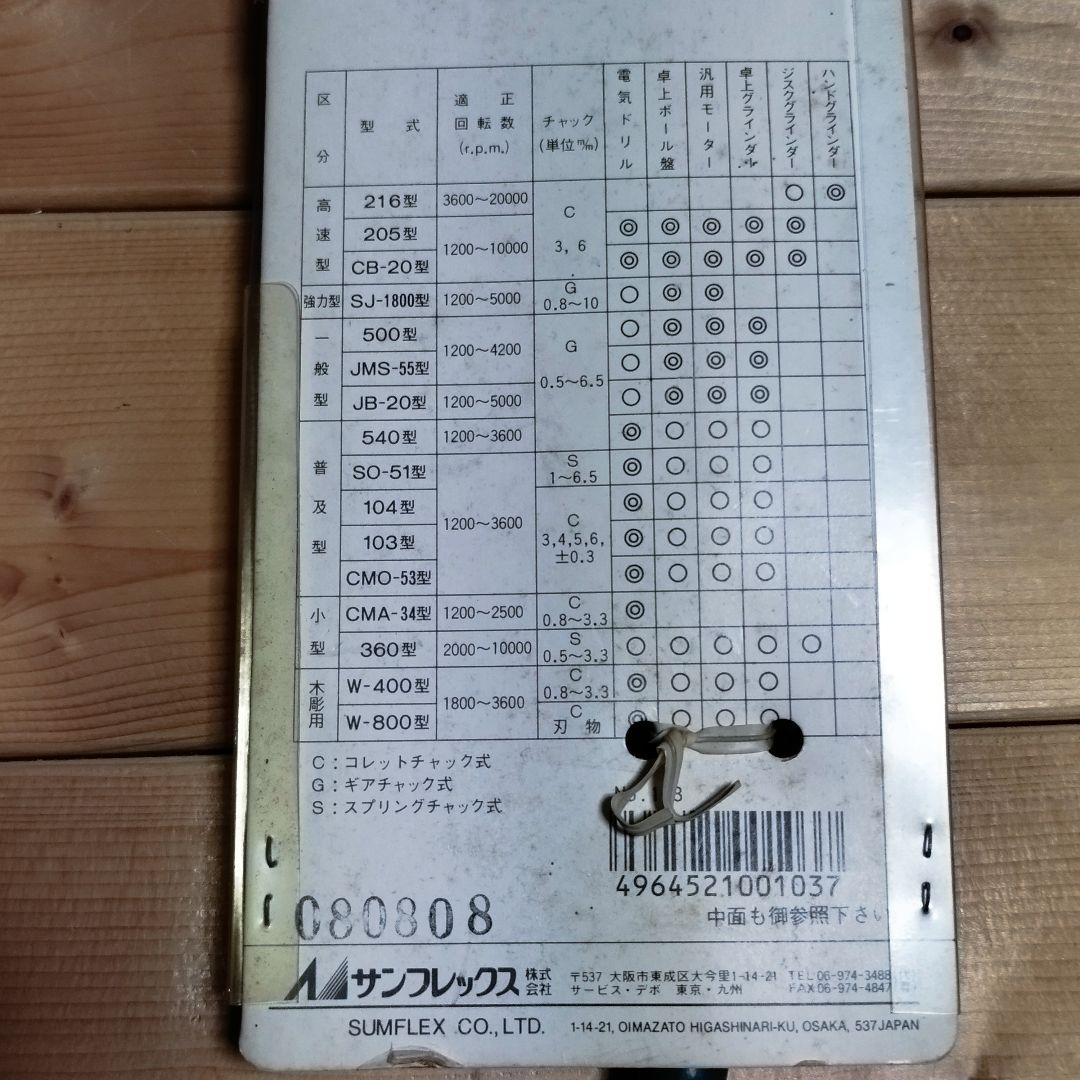 区分 型式 適正回転数 (r.p.m.) チャック (単位㎜) 電気ドリル 卓上ボール盤 汎用モーター 卓上グラインダー ジスクグラインダー ハンドグラインダー
高速型 216型 3600～20000 C 3, 6 ○ ◎
205型 1200～10000 ◎ ◎ ◎ ◎ ◎
CB-20型 ◎ ◎ ◎ ◎ ◎
強力型 SJ-1800型 1200～5000 G 0.8～10 ○ ◎ ◎
一般型 500型 1200～4200 G 0.5～6.5 ○ ◎ ◎ ◎
JMS-55型 ○ ◎ ◎ ◎
JB-20型 1200～5000 ○ ◎ ◎ ◎
普及型 540型 1200～3600 ◎ ○ ○ ○
SO-51型 1200～3600 S 1～6.5 ◎ ○ ○ ○
104型 C 3,4,5,6, ±0.3 ◎ ○ ○ ○
103型 ◎ ○ ○ ○
CMO-53型 ◎ ○ ○ ○
小型 CMA-34型 1200～2500 C 0.8～3.3 ◎
360型 2000～10000 S 0.5～3.3 ○ ○ ○ ○ ○
木彫用 W-400型 1800～3600 C 0.8～3.3 ◎ ○ ○ ○
W-800型 C 刃物 ◎ ○ ○ ○
C：コレットチャック式
G：ギアチャック式
S：スプリングチャック式
4964521001037
中面も御参照下さい
080808
サンフレックス株式会社 〒537 大阪市東成区大今里1-14-21 TEL 06-974-3488
サービス・デポ 東京・九州 FAX 06-974-4847
SUMFLEX CO.,LTD. 1-14-21, OIMAZATO HIGASHINARI-KU, OSAKA, 537JAPAN